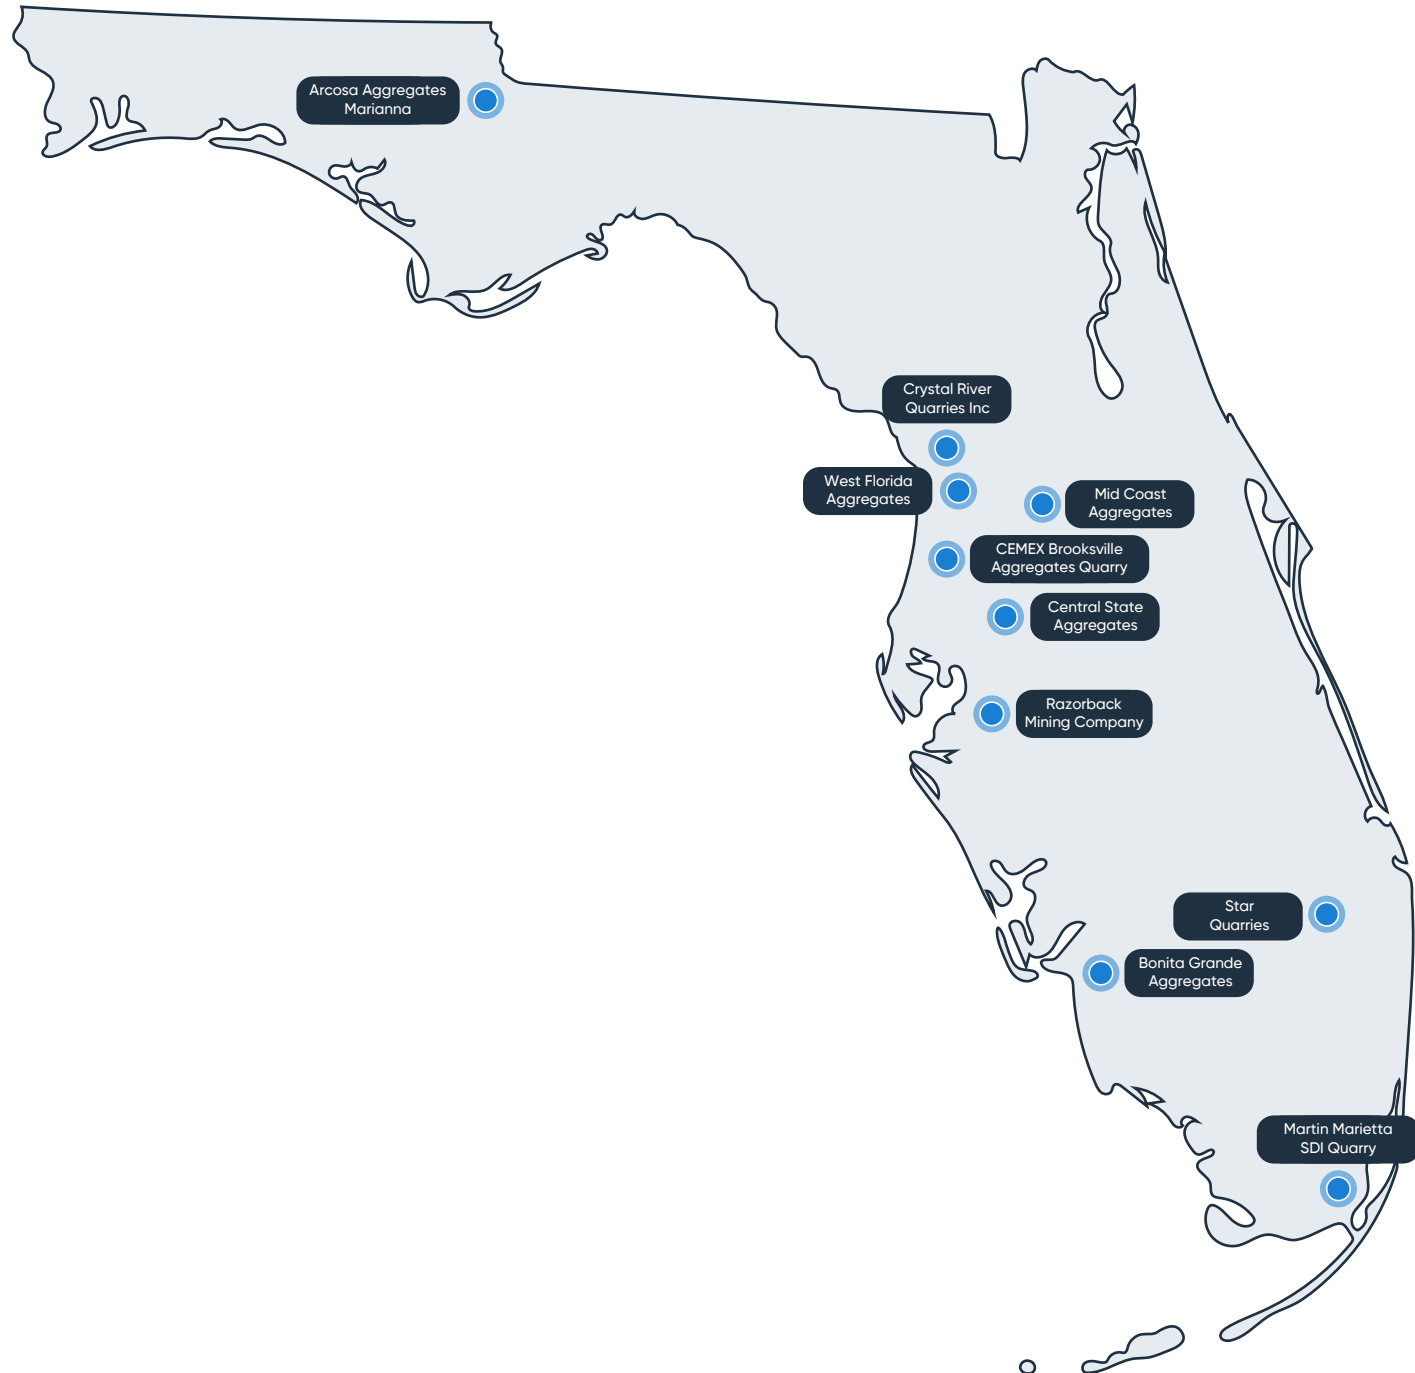 Arcosa Aggregates
Marianna
Crystal River
Quarries Inc
West Florida
Aggregates
Mid Coast
Aggregates
CEMEX Brooksville
Aggregates Quarry
Central State
Aggregates
Razorback
Mining Company
Star
Quarries
Bonita Grande
Aggregates
Martin Marietta
SDI Quarry